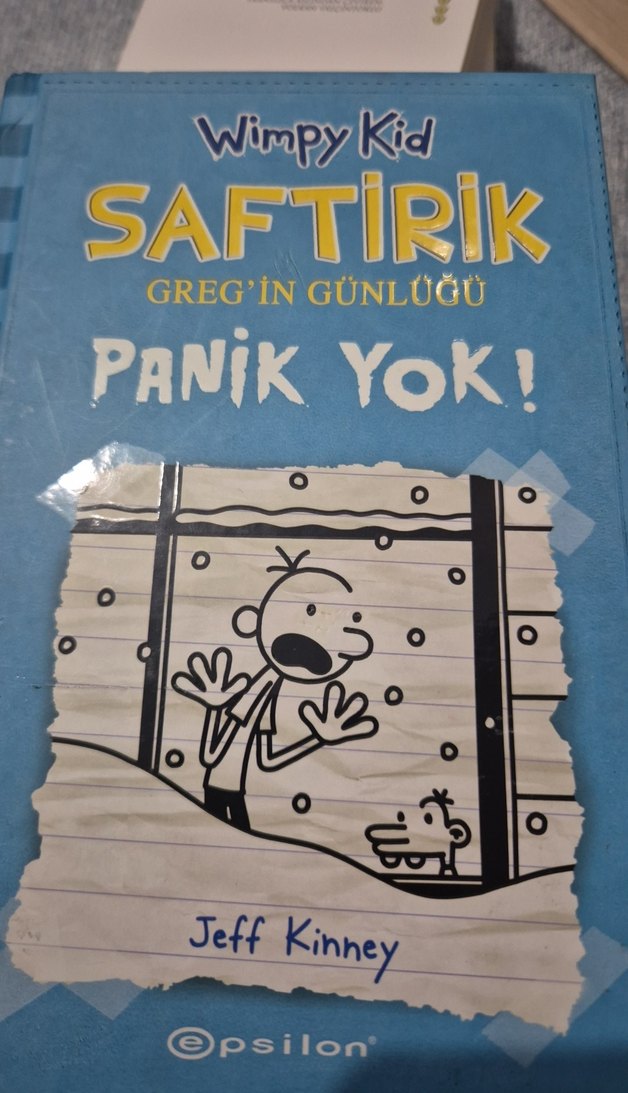 Wimpy Kid
SAFTİRİK
GREG'İN GÜNLÜĞÜ
PANİK YOK!
Jeff Kinney
epsilon®